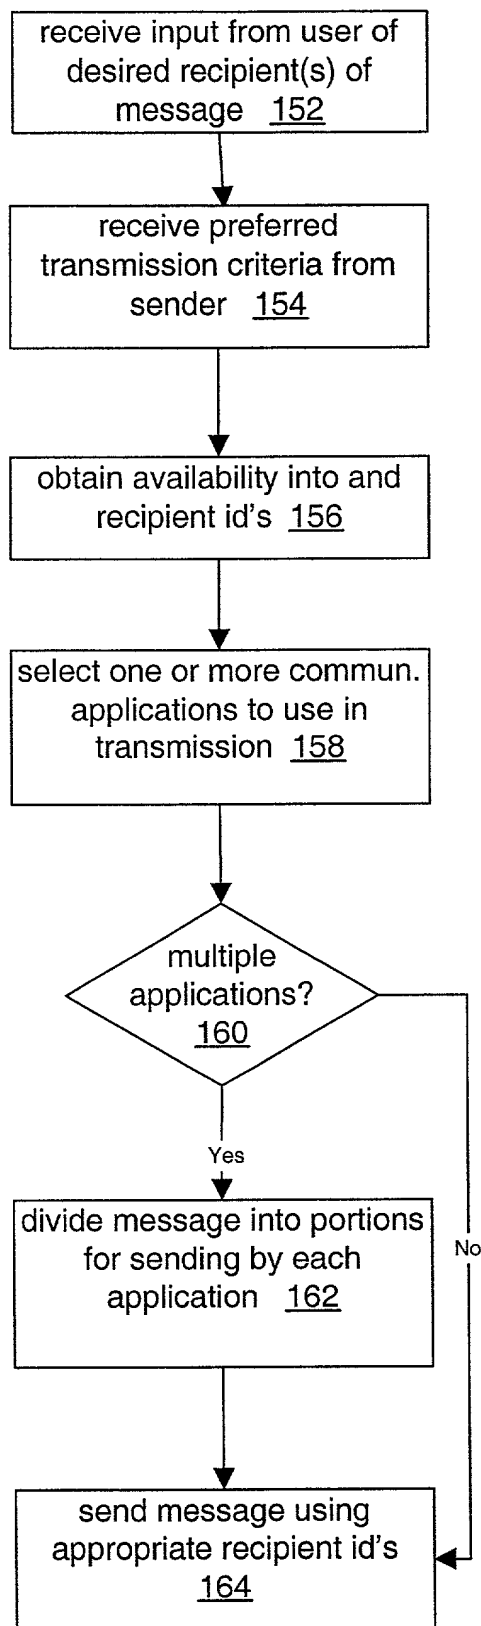 receive input from user of
desired recipient(s) of
message 152
receive preferred
transmission criteria from
sender 154
obtain availability into and
recipient id's 156
select one or more commun.
applications to use in
transmission 158
multiple
applications?
160
Yes
divide message into portions
for sending by each
application 162
No
send message using
appropriate recipient id's
164